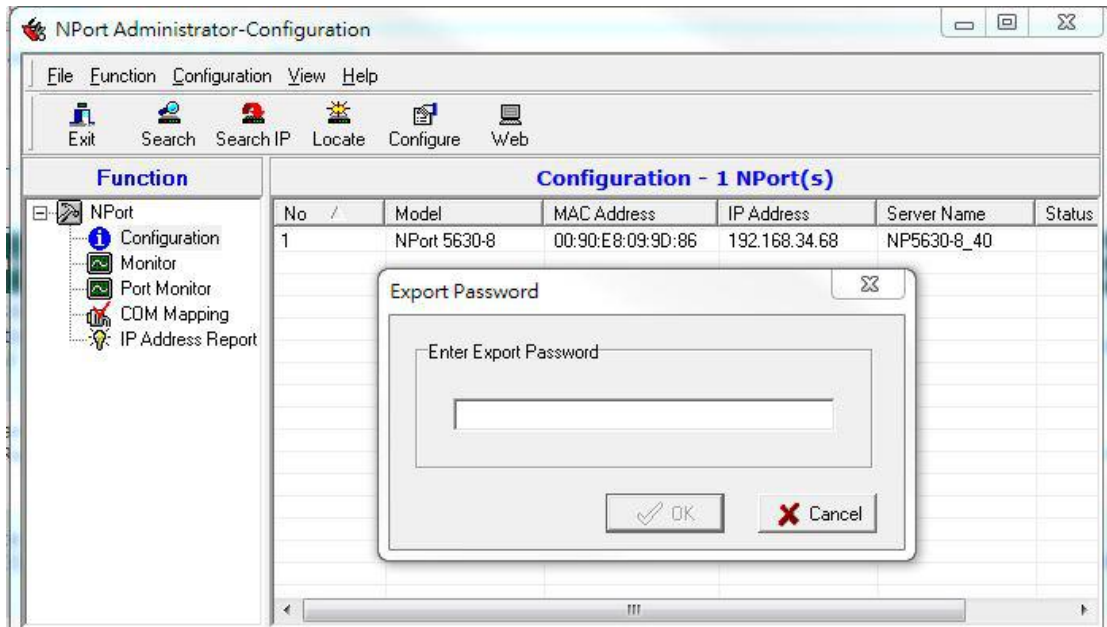 NPort Administrator-Configuration
File Function Configuration View Help
Exit Search Search IP Locate Configure Web
Function
Configuration - 1 NPort(s)
NPort
Configuration
Monitor
Port Monitor
COM Mapping
IP Address Report
No Model MAC Address IP Address Server Name Status
1 NPort 5630-8 00:90:E8:09:9D:86 192.168.34.68 NP5630-8_40
Export Password
Enter Export Password
OK Cancel